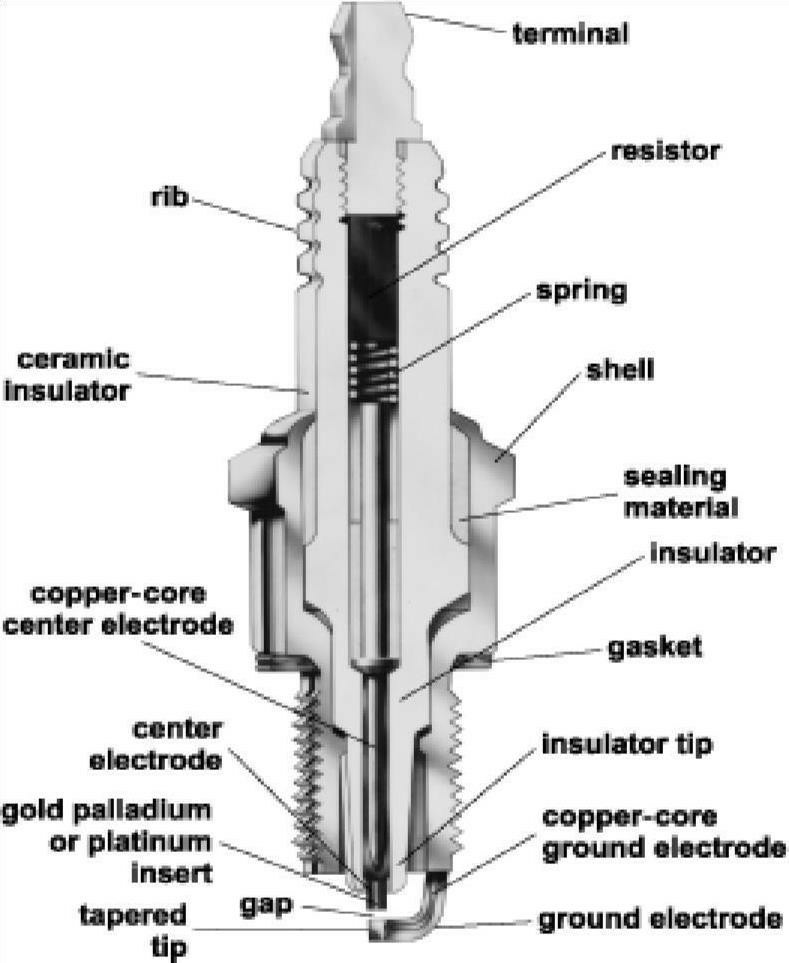 terminal
resistor
rib
spring
ceramic
insulator
shell
sealing
material
insulator
copper-core
center electrode
gasket
center
electrode
insulator tip
gold palladium
or platinum
insert
copper-core
ground electrode
gap
tapered
tip
ground electrode